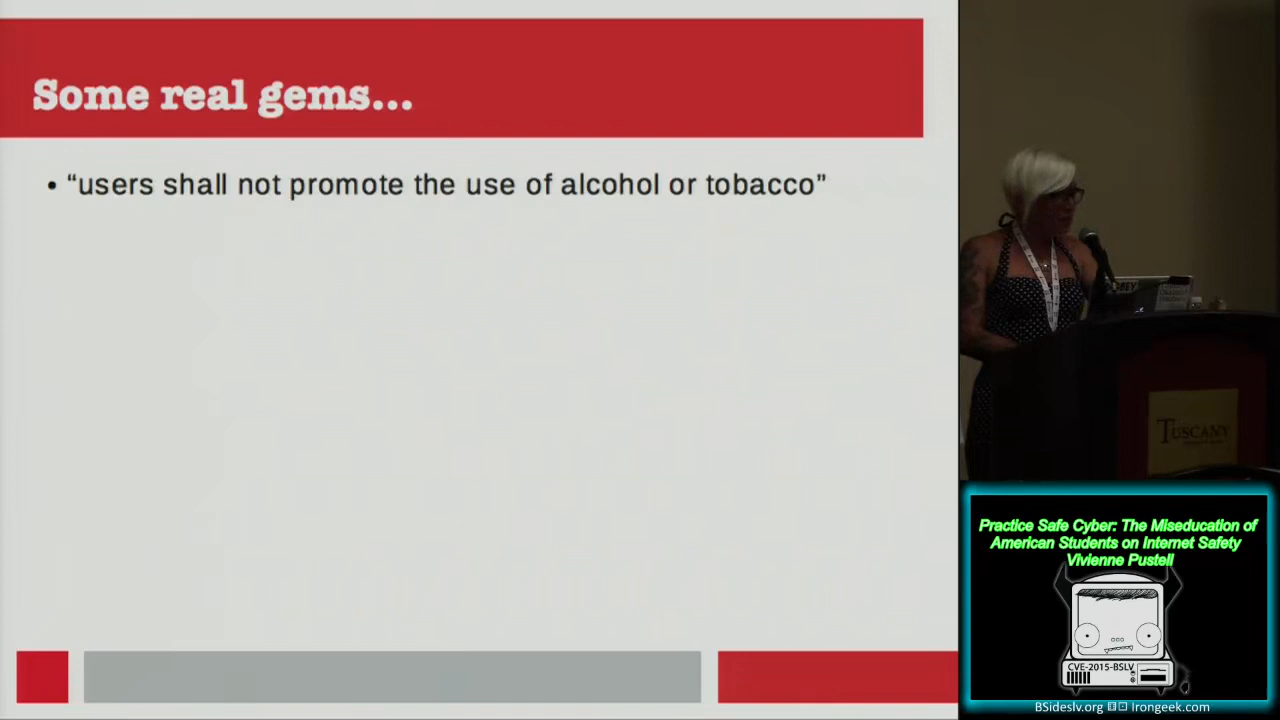 Some real gems...
• “users shall not promote the use of alcohol or tobacco”
TUSCANY
Practice Safe Cyber: The Miseducation of
American Students on Internet Safety
Vivienne Pustell
CVE-2015-BSLV
BSideslv.org Irongeek.com